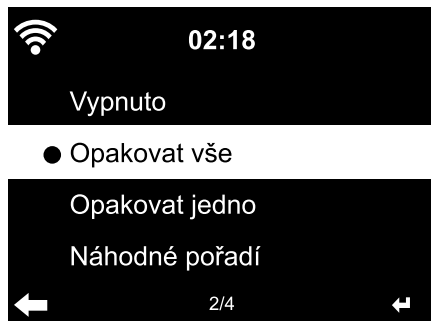 02:18
Vypnuto
Opakovat vše
Opakovat jedno
Náhodné pořadí
2/4